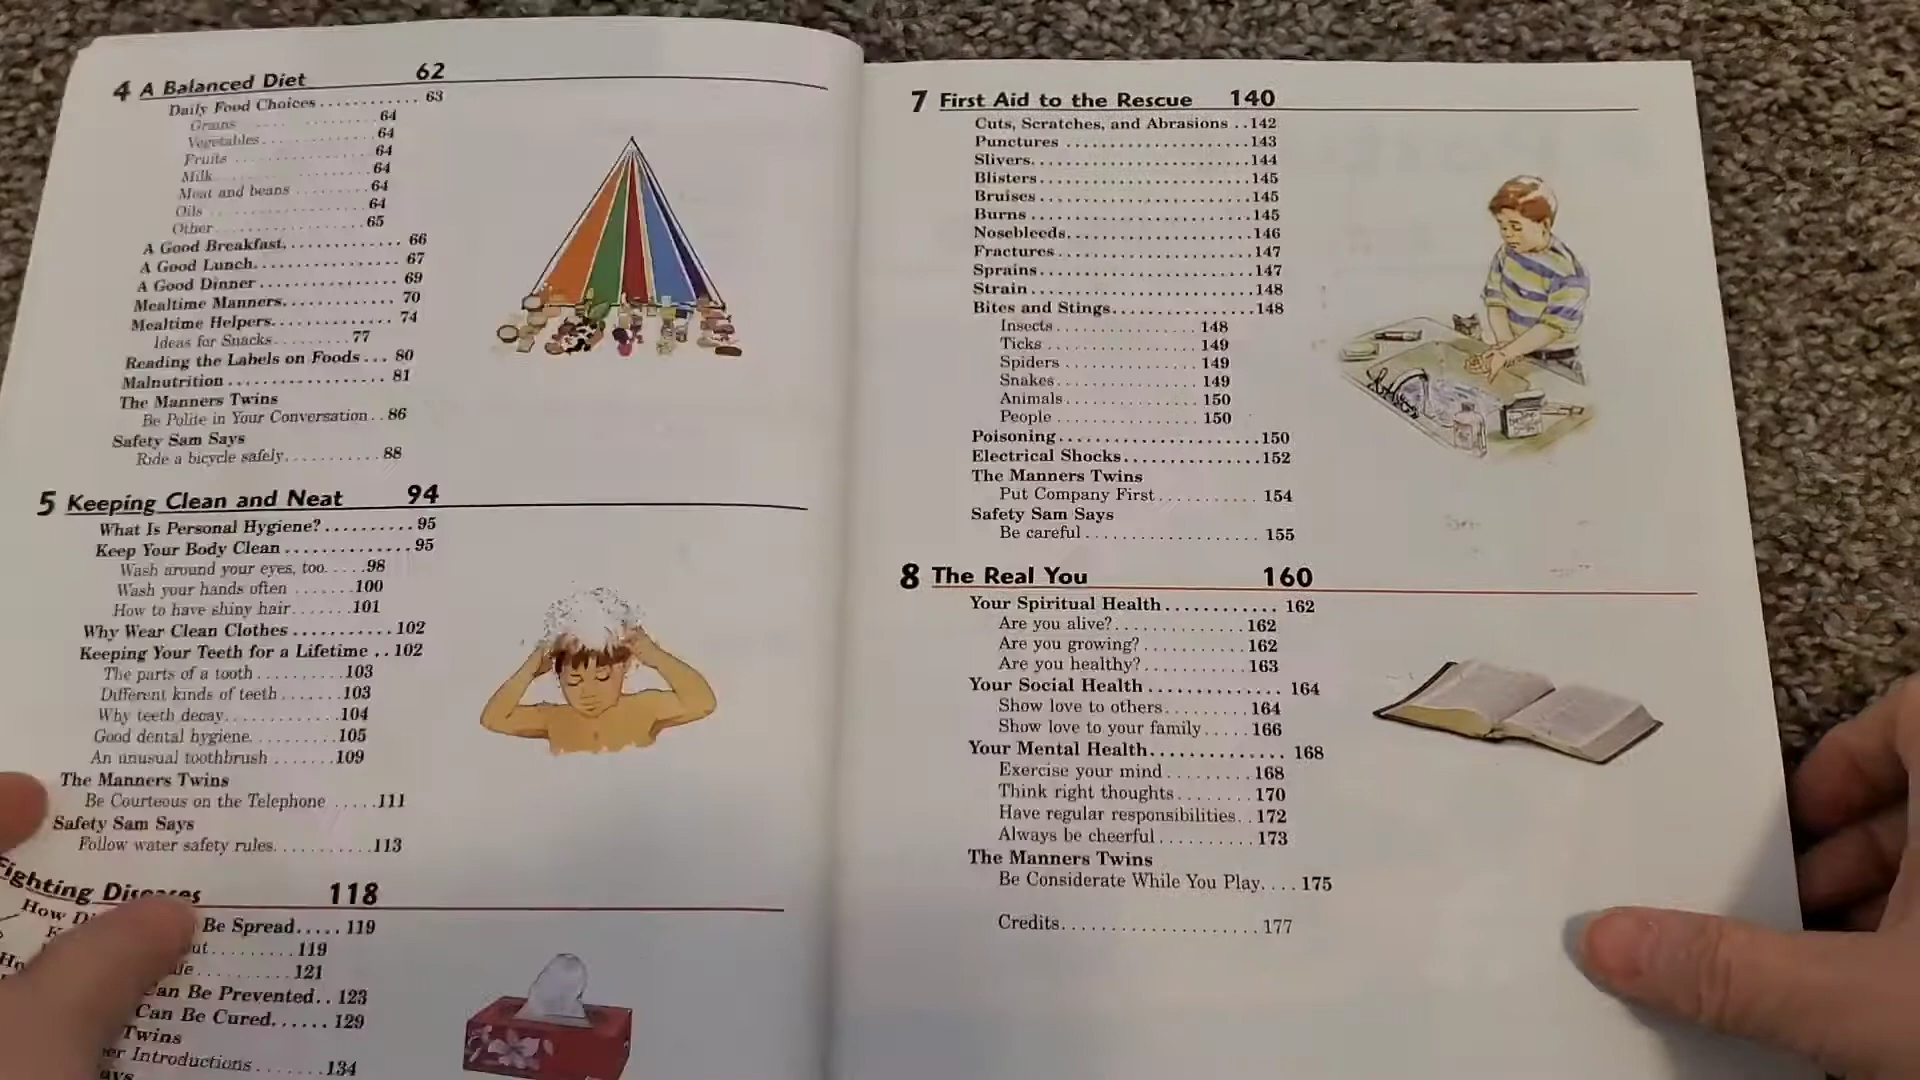 4 A Balanced Diet 62
Daily Food Choices ............ 63
Grains .... .......... 64
Vegetables .............. 64
Fruits ................ 64
Milk .................. 64
Meat and beans ......... 64
Oils .................. 64
Other ................. 65
A Good Breakfast. ............. 66
A Good Lunch. ................ 67
A Good Dinner ................ 69
Mealtime Manners. ............ 70
Mealtime Helpers. ............. 74
Ideas for Snacks .......... 77
Reading the Labels on Foods ... 80
Malnutrition .................. 81
The Manners Twins
Be Polite in Your Conversation .. 86
Safety Sam Says
Ride a bicycle safely ........... 88
5 Keeping Clean and Neat 94
What Is Personal Hygiene? .......... 95
Keep Your Body Clean .............. 95
Wash around your eyes, too ..... 98
Wash your hands often ....... 100
How to have shiny hair ....... 101
Why Wear Clean Clothes ........... 102
Keeping Your Teeth for a Lifetime .. 102
The parts of a tooth .......... 103
Different kinds of teeth ....... 103
Why teeth decay ............. 104
Good dental hygiene .......... 105
An unusual toothbrush ....... 109
The Manners Twins
Be Courteous on the Telephone ..... 111
Safety Sam Says
Follow water safety rules ........... 113
Fighting Diseases 118
How
Be Spread ..... 119
......... 119
.......... 121
Can Be Prevented .. 123
Can Be Cured ...... 129
Twins
Introductions ....... 134
7 First Aid to the Rescue 140
Cuts, Scratches, and Abrasions .. 142
Punctures ..................... 143
Slivers ........................ 144
Blisters ....................... 145
Bruises ........................ 145
Burns ......................... 145
Nosebleeds ..................... 146
Fractures ...................... 147
Sprains ........................ 147
Strain ......................... 148
Bites and Stings ................ 148
Insects ................ 148
Ticks .................. 149
Spiders ................ 149
Snakes ................. 149
Animals ................ 150
People ................. 150
Poisoning ....................... 150
Electrical Shocks ............... 152
The Manners Twins
Put Company First ........... 154
Safety Sam Says
Be careful .................... 155
8 The Real You 160
Your Spiritual Health ............ 162
Are you alive? ............... 162
Are you growing? ........... 162
Are you healthy? ........... 163
Your Social Health .............. 164
Show love to others ......... 164
Show love to your family ..... 166
Your Mental Health ............. 168
Exercise your mind ......... 168
Think right thoughts ........ 170
Have regular responsibilities .. 172
Always be cheerful .......... 173
The Manners Twins
Be Considerate While You Play .... 175
Credits ..................... 177